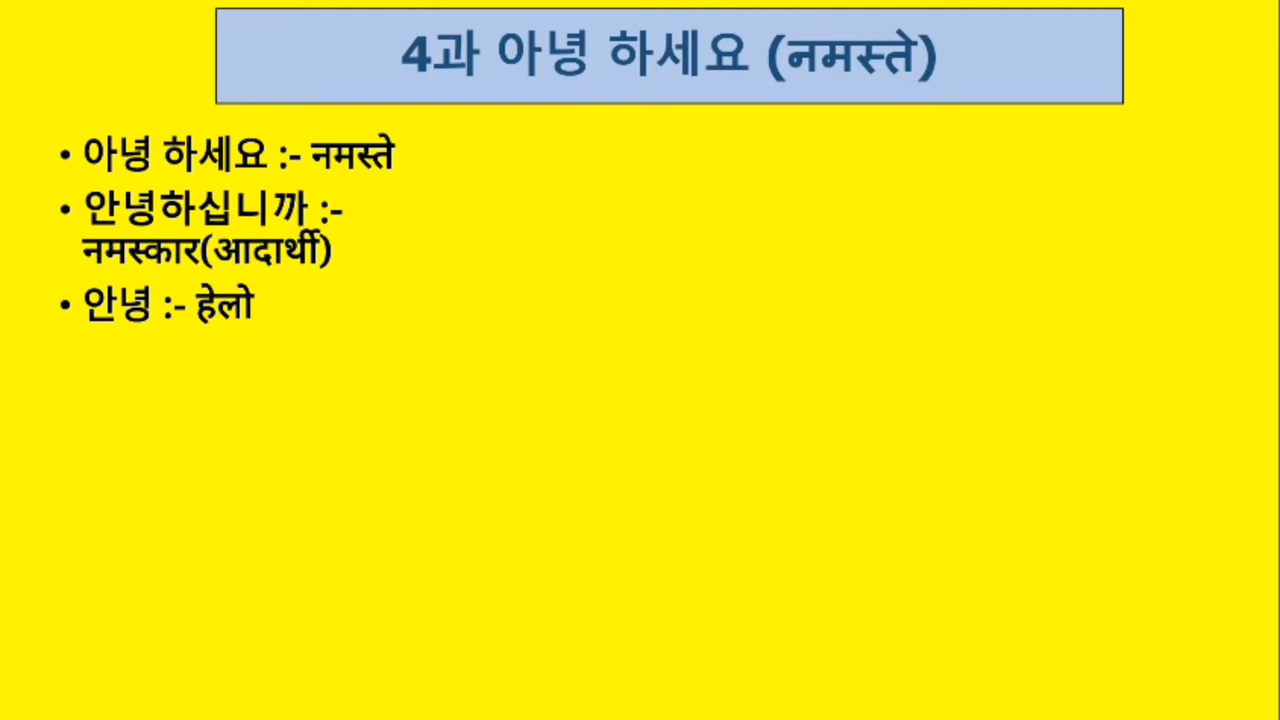 4과 아녕 하세요 (नमस्ते)
• 아녕 하세요 :- नमस्ते
• 안녕하십니까 :-
नमस्कार(आदार्थी)
• 안녕 :- हेलो